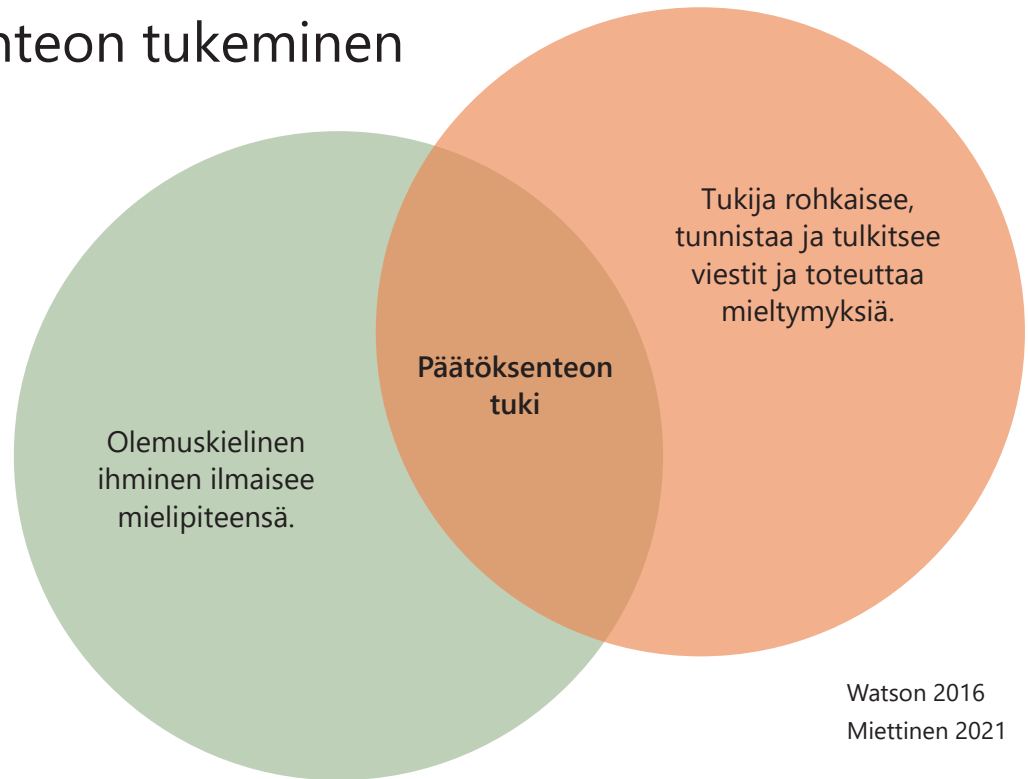 nteon tukeminen
Tukija rohkaisee,
tunnistaa ja tulkitsee
viestit ja toteuttaa
mieltymyksiä.
Päätöksenteon
tuki
Olemuskielinen
ihminen ilmaisee
mielipiteensä.
Watson 2016
Miettinen 2021